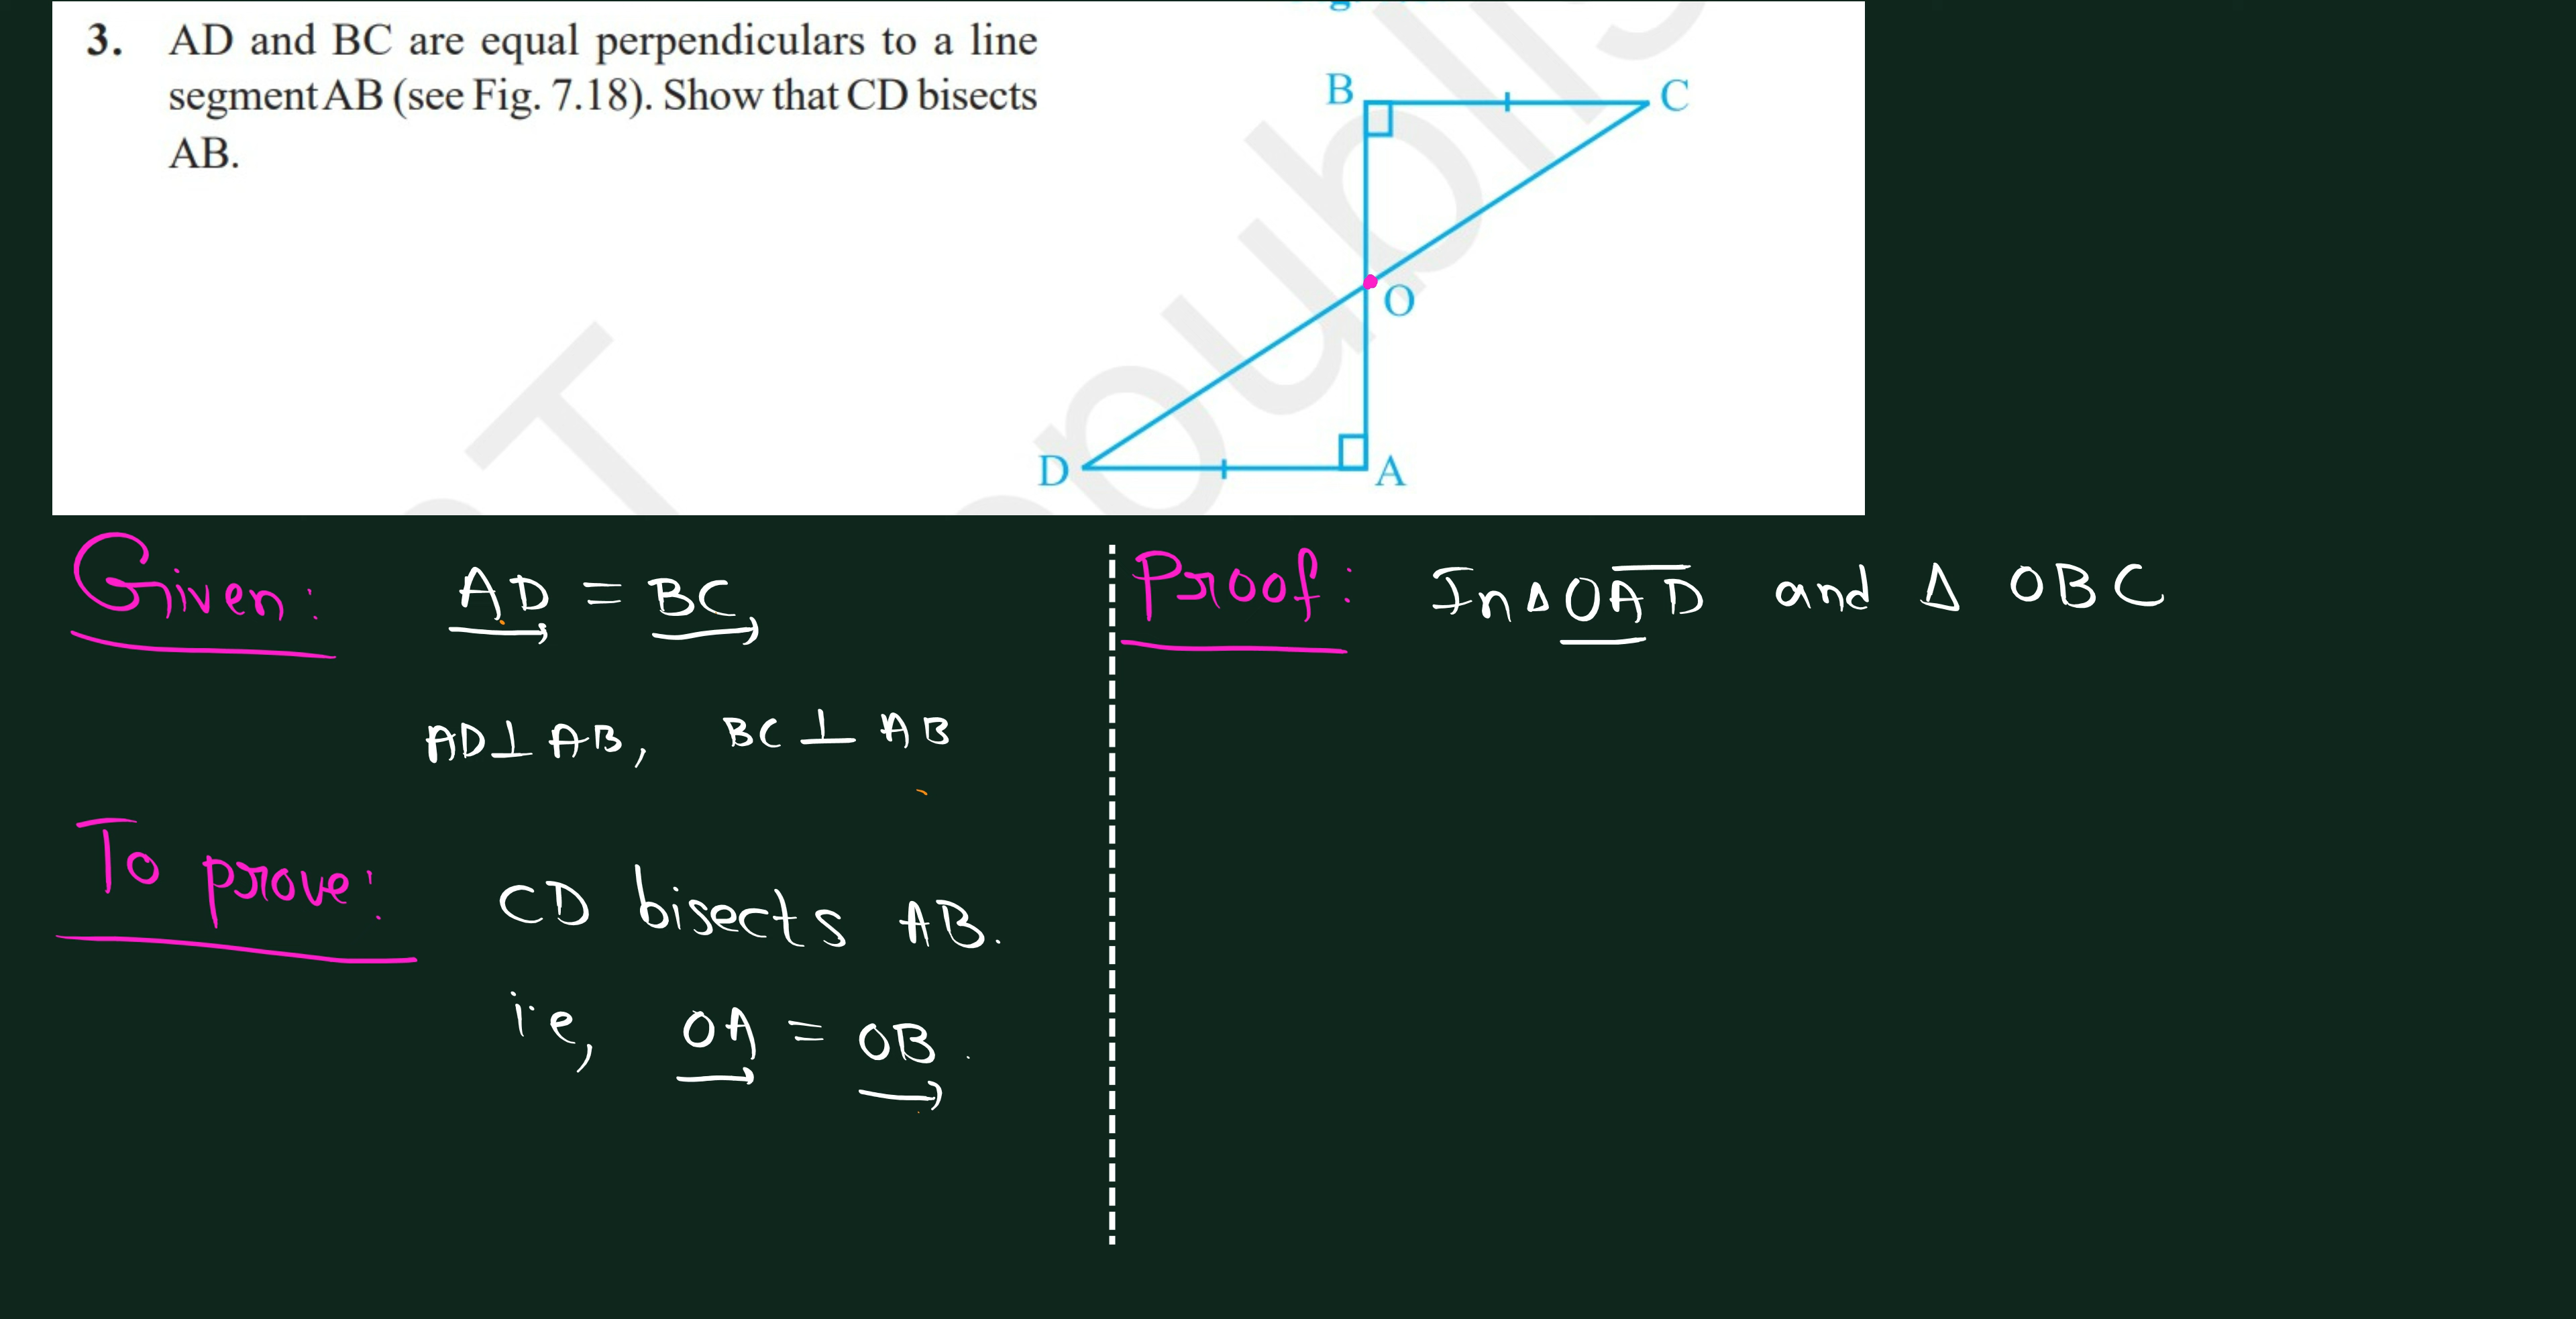 3. AD and BC are equal perpendiculars to a line
segment AB (see Fig. 7.18). Show that CD bisects
AB.
B
C
O
D
A
Given: AD = BC
AD ⊥ AB, BC ⊥ AB
To prove: CD bisects AB.
i.e, OA = OB.
Proof: In Δ OAD and Δ OBC